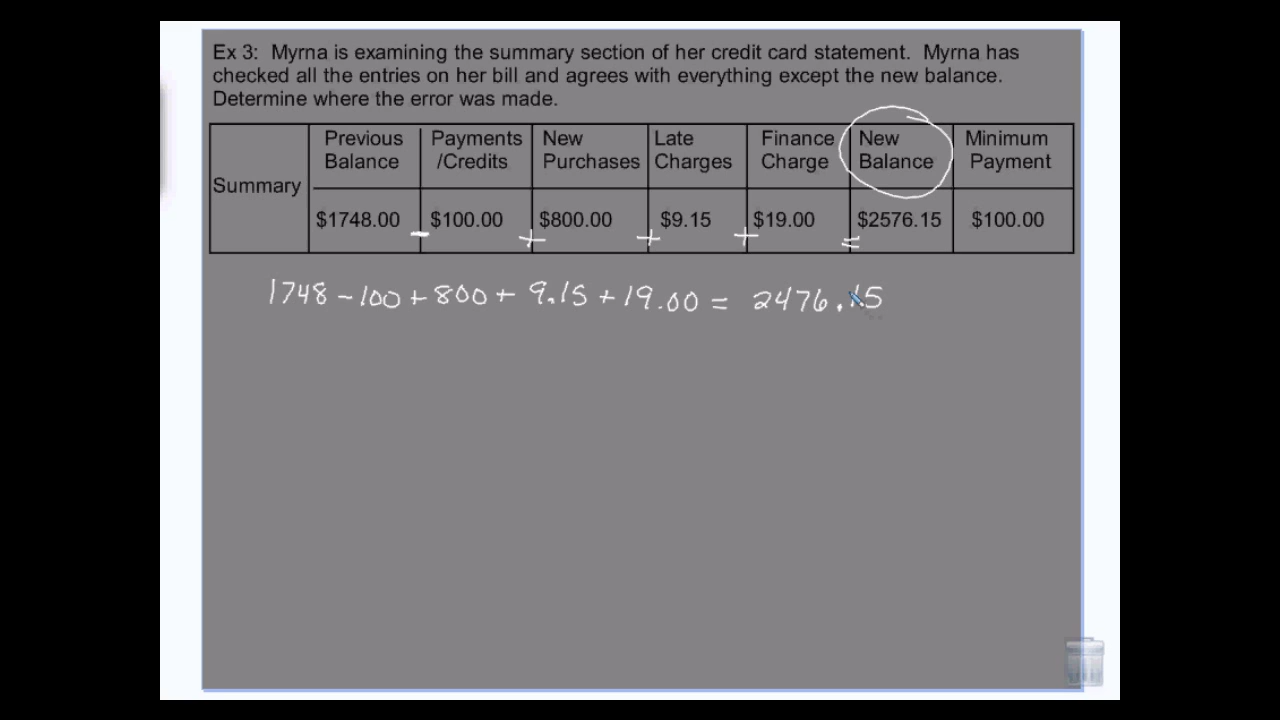 Ex 3: Myrna is examining the summary section of her credit card statement. Myrna has
checked all the entries on her bill and agrees with everything except the new balance.
Determine where the error was made.
Summary
Previous Balance Payments /Credits New Purchases Late Charges Finance Charge New Balance Minimum Payment
$1748.00 - $100.00 + $800.00 + $9.15 + $19.00 = $2576.15 $100.00
1748 - 100 + 800 + 9.15 + 19.00 = 2476.15